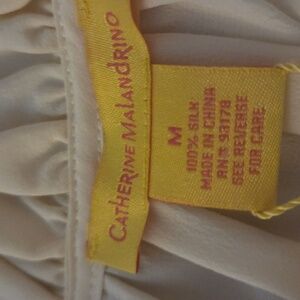 CATHERINE MALANDRINO
M
100% SILK
MADE IN CHINA
RN# 93178
SEE REVERSE
FOR CARE